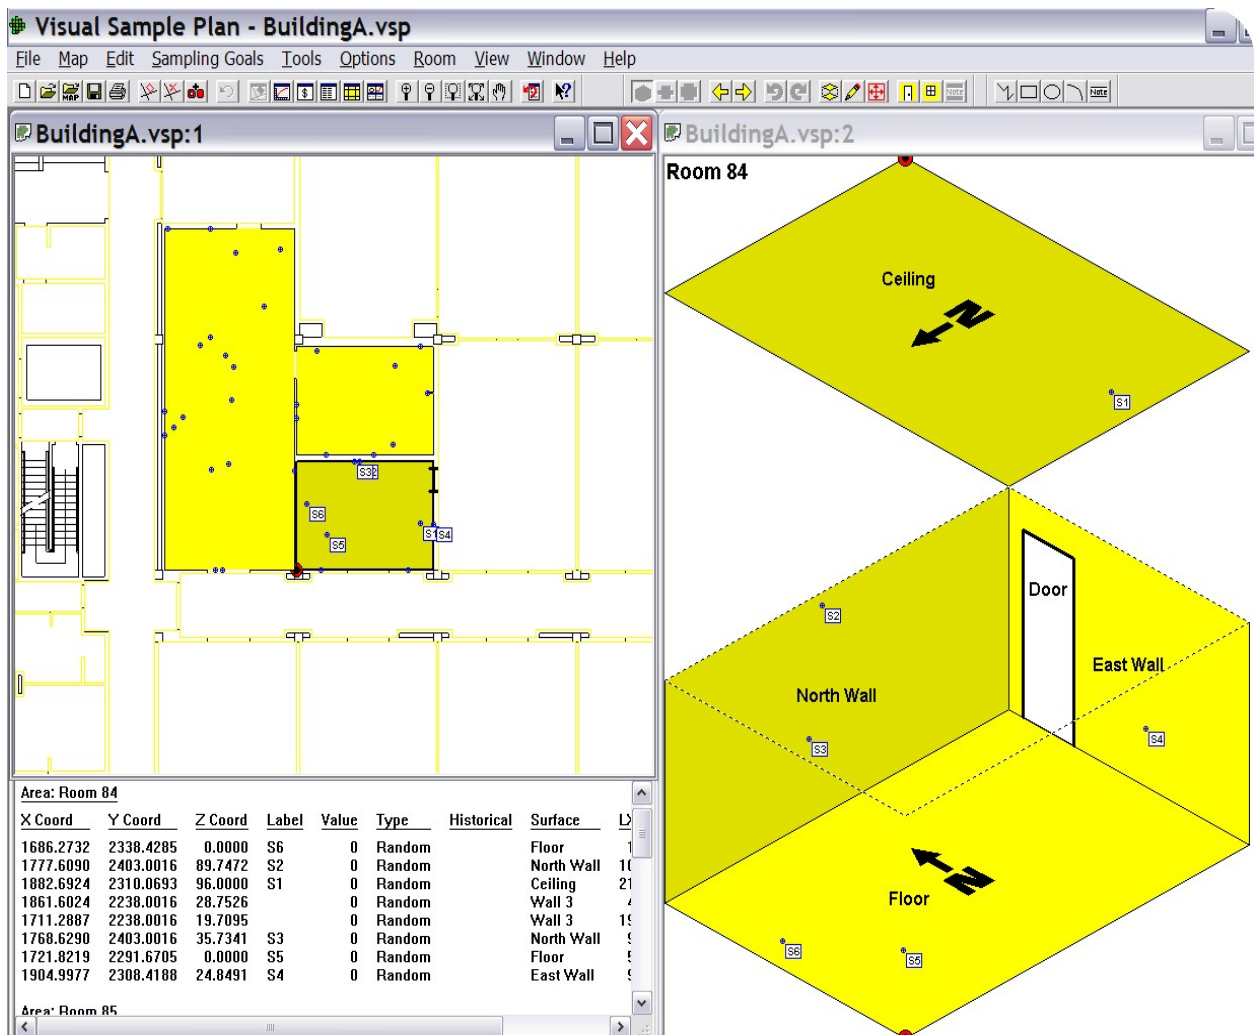 Visual Sample Plan - BuildingA.vsp
File Map Edit Sampling Goals Tools Options Room View Window Help
MAP
$
Note
Note
BuildingA.vsp:1
S6
S5
S4
BuildingA.vsp:2
Room 84
Ceiling
N
S1
Door
S2
East Wall
North Wall
S3
S4
N
Floor
S6
S5
Area: Room 84
X Coord Y Coord Z Coord Label Value Type Historical Surface
1686.2732 2338.4285 0.0000 S6 0 Random Floor
1777.6090 2403.0016 89.7472 S2 0 Random North Wall
1882.6924 2310.0693 96.0000 S1 0 Random Ceiling
1861.6024 2238.0016 28.7526 0 Random Wall 3
1711.2887 2238.0016 19.7095 0 Random Wall 3
1768.6290 2403.0016 35.7341 S3 0 Random North Wall
1721.8219 2291.6705 0.0000 S5 0 Random Floor
1904.9977 2308.4188 24.8491 S4 0 Random East Wall
Area: Room 85